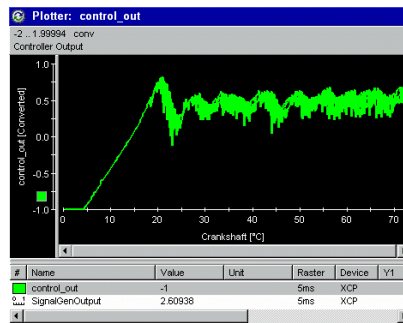 Plotter: control_out
-2 .. 1.99994 conv
Controller Output
control_out [Converted]
1.0
0.5
0.0
-0.5
-1.0
0 10 20 30 40 50 60 70
Crankshaft [°C]
# Name Value Unit Raster Device Y1
control_out -1 5ms XCP
SignalGenOutput 2.60938 5ms XCP